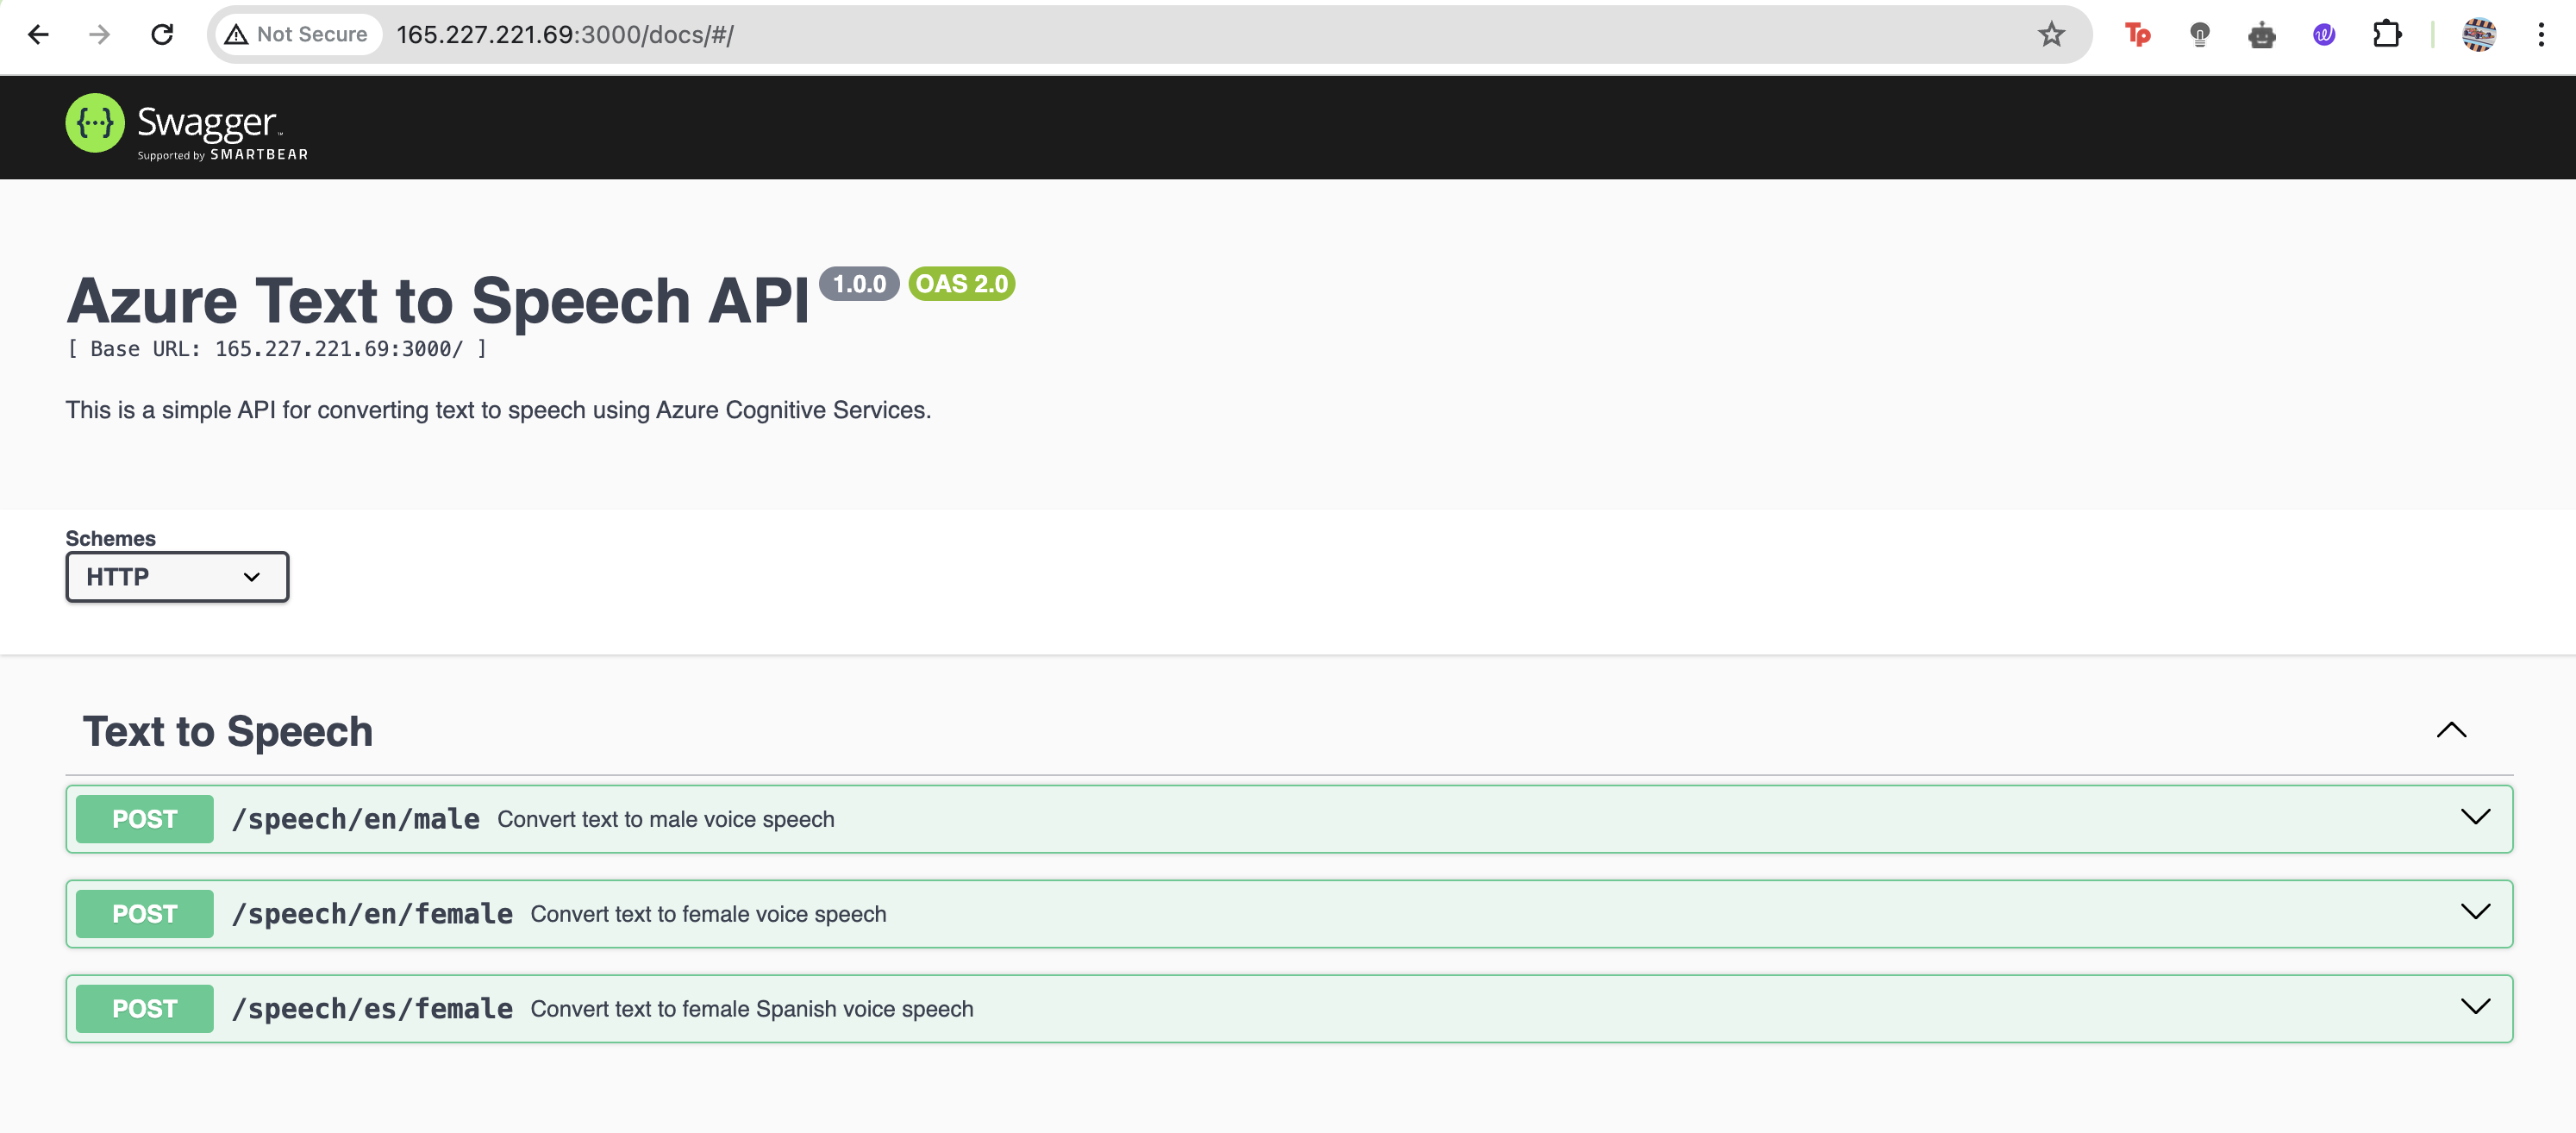 Not Secure 165.227.221.69:3000/docs/#/
Swagger
Supported by SMARTBEAR
Azure Text to Speech API 1.0.0 OAS 2.0
[ Base URL: 165.227.221.69:3000/ ]
This is a simple API for converting text to speech using Azure Cognitive Services.
Schemes
HTTP
Text to Speech
POST /speech/en/male Convert text to male voice speech
POST /speech/en/female Convert text to female voice speech
POST /speech/es/female Convert text to female Spanish voice speech